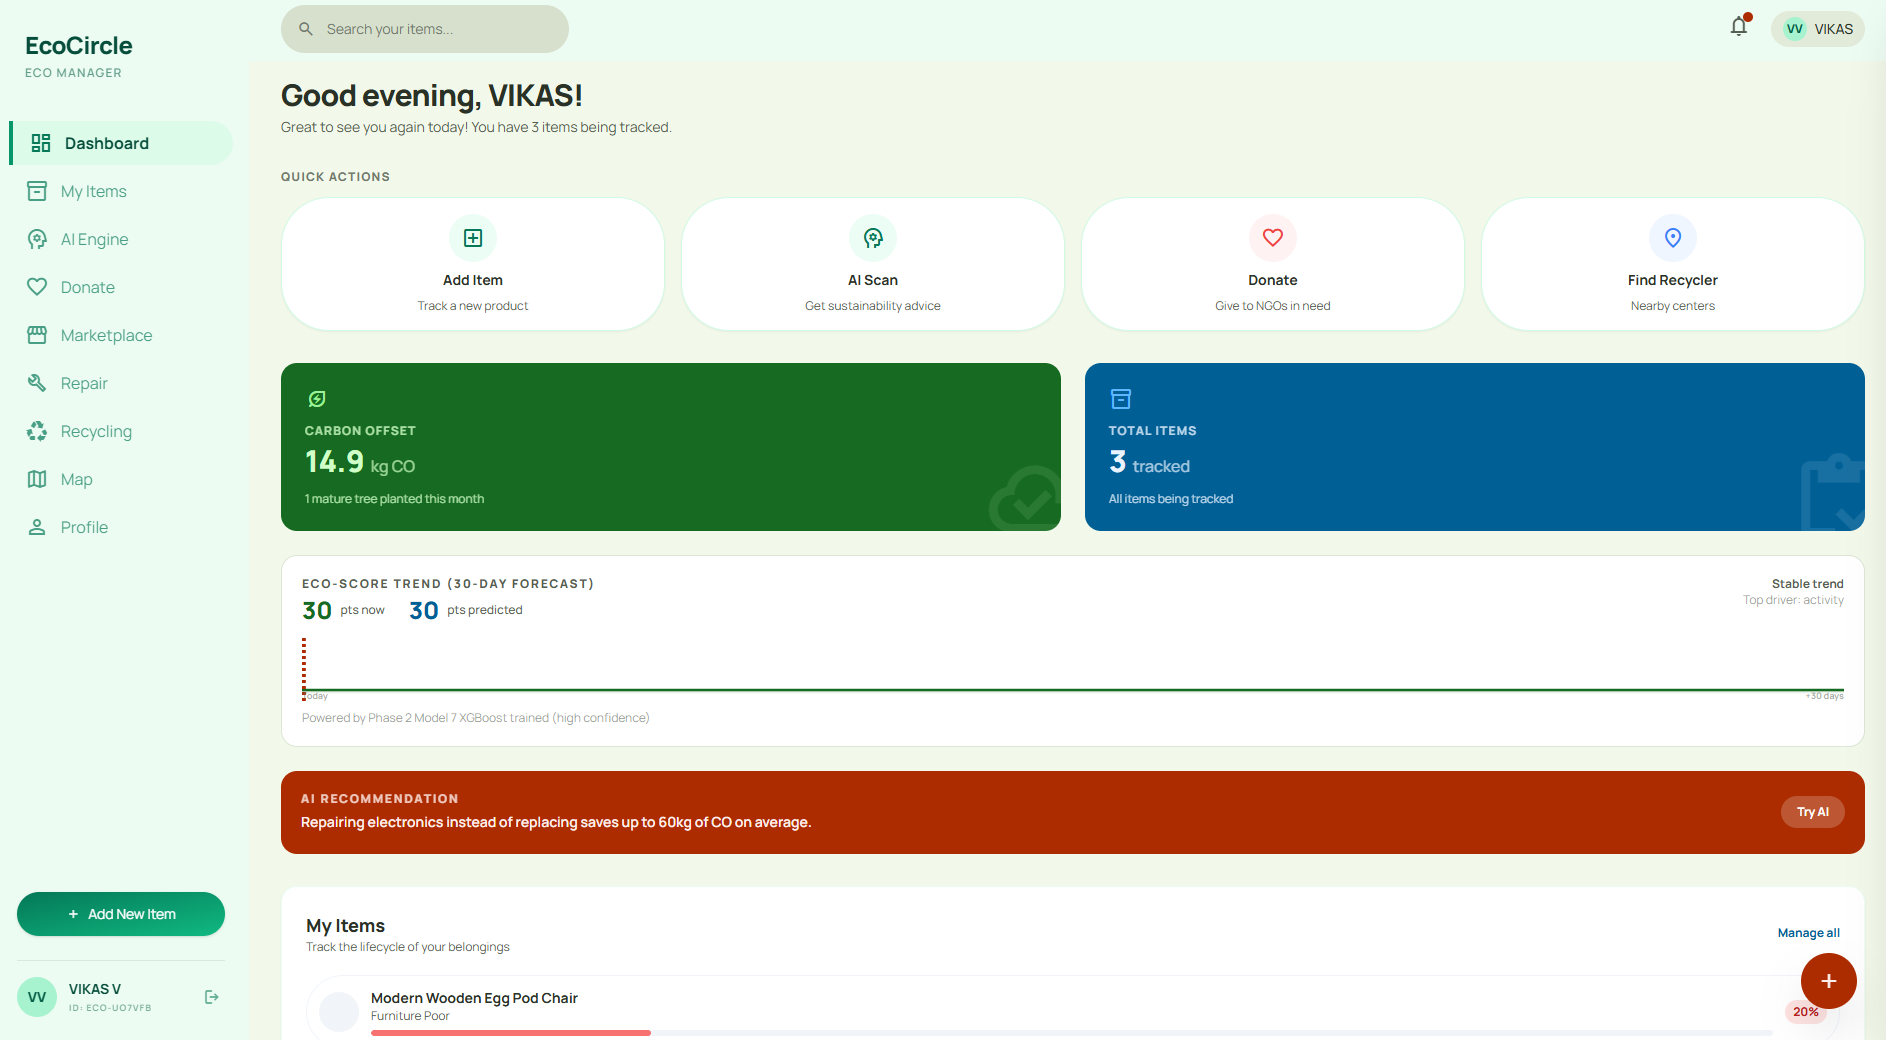 EcoCircle
ECO MANAGER
Dashboard
My Items
AI Engine
Donate
Marketplace
Repair
Recycling
Map
Profile
+ Add New Item
VV
VIKAS V
ID: ECO-UO7VFB
Search your items...
VV
VIKAS
Good evening, VIKAS!
Great to see you again today! You have 3 items being tracked.
QUICK ACTIONS
Add Item
Track a new product
AI Scan
Get sustainability advice
Donate
Give to NGOs in need
Find Recycler
Nearby centers
CARBON OFFSET
14.9 kg CO
1 mature tree planted this month
TOTAL ITEMS
3 tracked
All items being tracked
ECO-SCORE TREND (30-DAY FORECAST)
30 pts now 30 pts predicted
Stable trend
Top driver: activity
Today
+30 days
Powered by Phase 2 Model 7 XGBoost trained (high confidence)
AI RECOMMENDATION
Repairing electronics instead of replacing saves up to 60kg of CO on average.
Try AI
My Items
Track the lifecycle of your belongings
Manage all
Modern Wooden Egg Pod Chair
Furniture Poor
20%
+